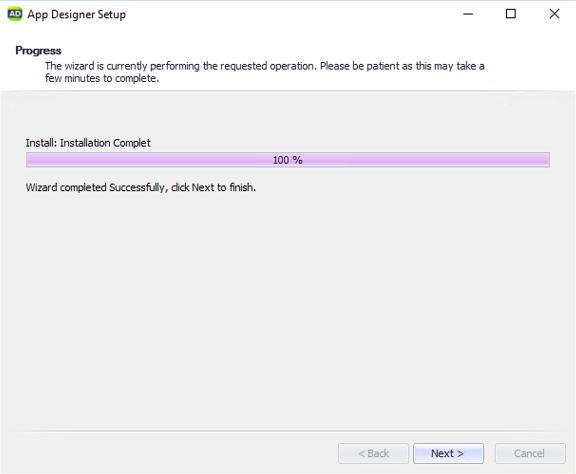 AD App Designer Setup
Progress
The wizard is currently performing the requested operation. Please be patient as this may take a
few minutes to complete.
Install: Installation Complet
100 %
Wizard completed Successfully, click Next to finish.
< Back Next > Cancel